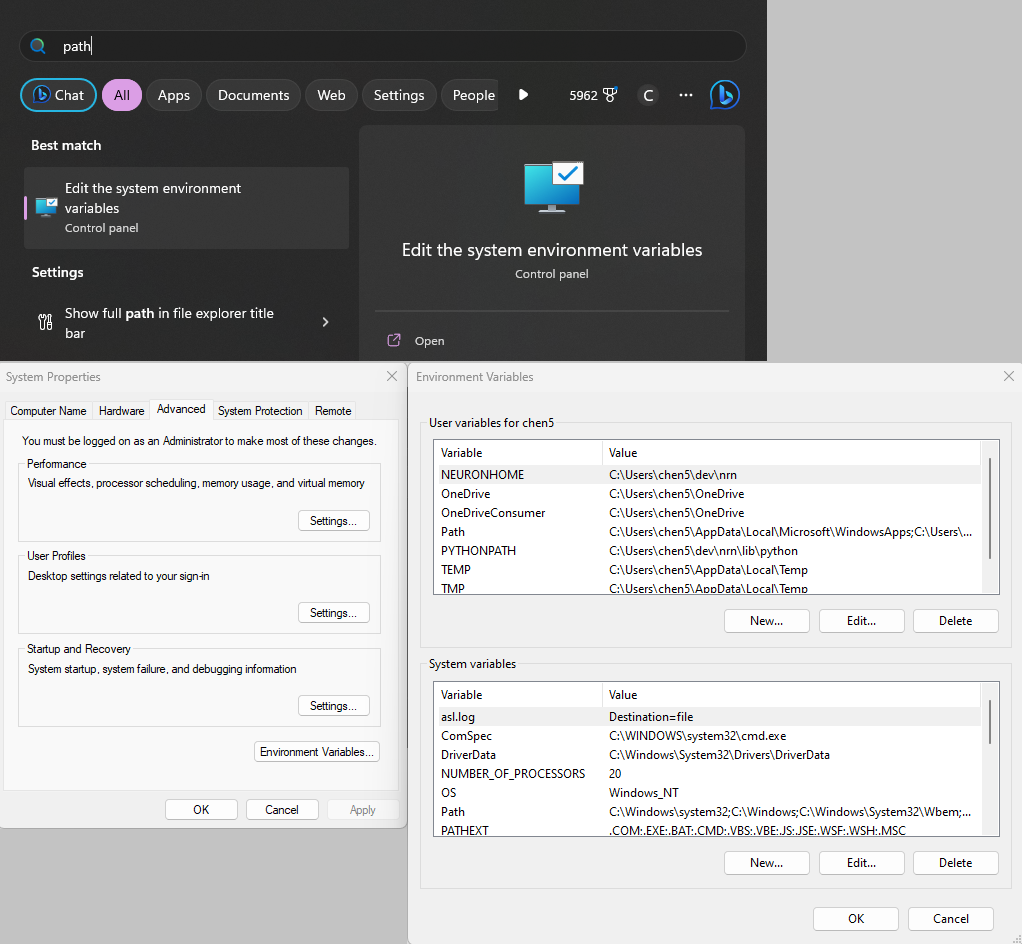 path
Chat All Apps Documents Web Settings People 5962 C
Best match
Edit the system environment
variables
Control panel
Settings
Show full path in file explorer title
bar
Edit the system environment variables
Control panel
Open
System Properties
Computer Name Hardware Advanced System Protection Remote
You must be logged on as an Administrator to make most of these changes.
Performance
Visual effects, processor scheduling, memory usage, and virtual memory
Settings...
User Profiles
Desktop settings related to your sign-in
Settings...
Startup and Recovery
System startup, system failure, and debugging information
Settings...
Environment Variables...
OK Cancel Apply
Environment Variables
User variables for chen5
Variable Value
NEURONHOME C:\Users\chen5\dev\nrn
OneDrive C:\Users\chen5\OneDrive
OneDriveConsumer C:\Users\chen5\OneDrive
Path C:\Users\chen5\AppData\Local\Microsoft\WindowsApps;C:\Users\...
PYTHONPATH C:\Users\chen5\dev\nrn\lib\python
TEMP C:\Users\chen5\AppData\Local\Temp
TMP C:\Users\chen5\AppData\Local\Temp
New... Edit... Delete
System variables
Variable Value
asl.log Destination=file
ComSpec C:\WINDOWS\system32\cmd.exe
DriverData C:\Windows\System32\Drivers\DriverData
NUMBER_OF_PROCESSORS 20
OS Windows_NT
Path C:\Windows\system32;C:\Windows;C:\Windows\System32\Wbem;...
PATHEXT .COM;.EXE;.BAT;.CMD;.VBS;.VBE;.JS;.JSE;.WSF;.WSH;.MSC
New... Edit... Delete
OK Cancel